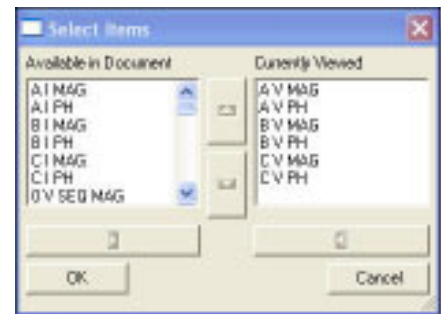 Select Items
Available in Document
Currently Viewed
A I MAG
A I PH
B I MAG
B I PH
C I MAG
C I PH
0 V SEQ MAG
A V MAG
A V PH
B V MAG
B V PH
C V MAG
C V PH
OK
Cancel